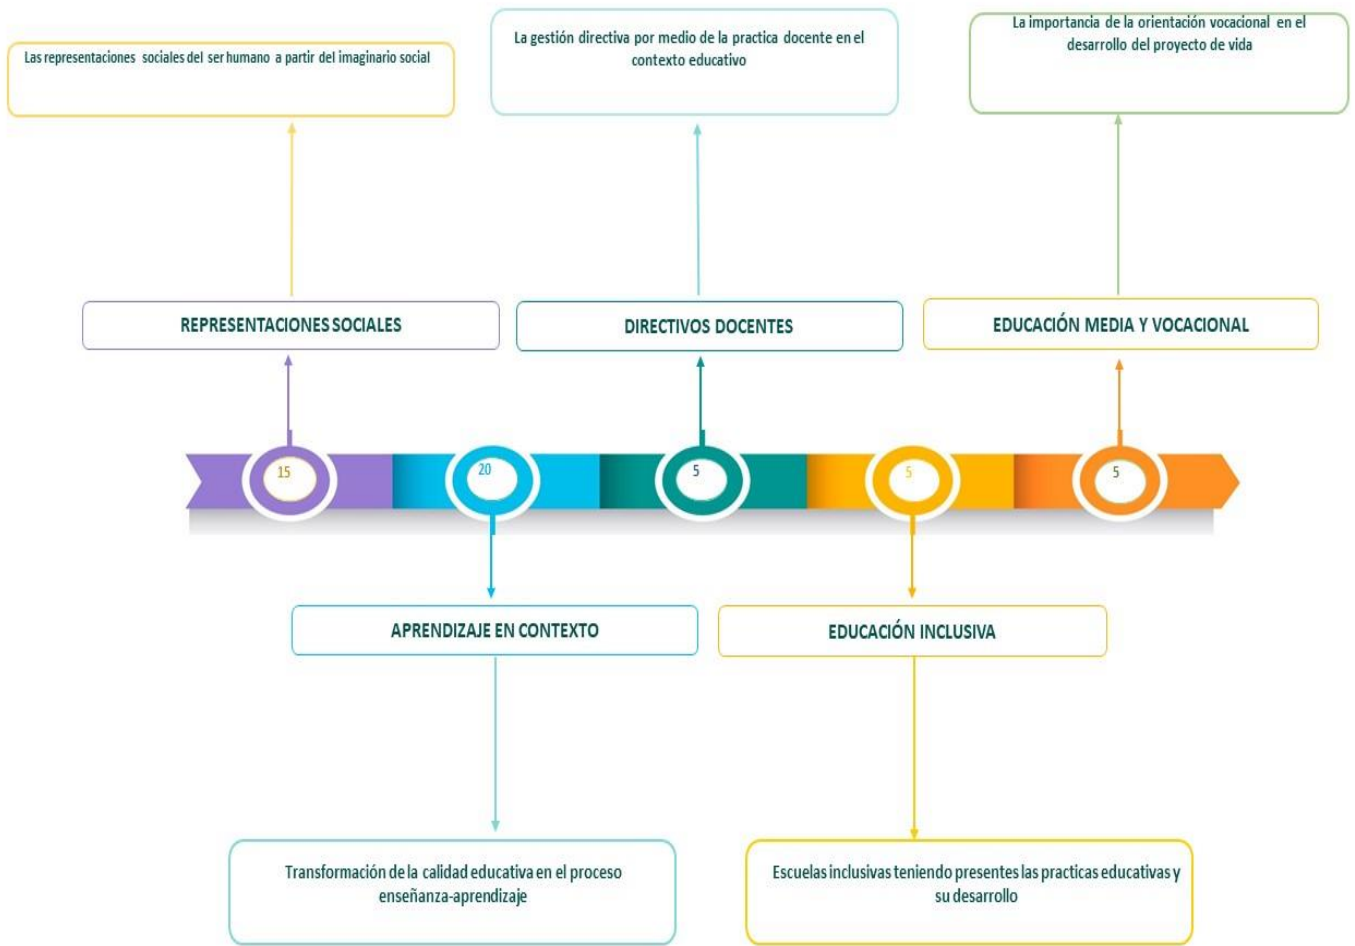 Las representaciones sociales del ser humano a partir del imaginario social
La gestión directiva por medio de la practica docente en el
contexto educativo
La importancia de la orientación vocacional en el
desarrollo del proyecto de vida
REPRESENTACIONES SOCIALES
DIRECTIVOS DOCENTES
EDUCACIÓN MEDIA Y VOCACIONAL
15
20
5
5
5
APRENDIZAJE EN CONTEXTO
EDUCACIÓN INCLUSIVA
Transformación de la calidad educativa en el proceso
enseñanza-aprendizaje
Escuelas inclusivas teniendo presentes las practicas educativas y
su desarrollo